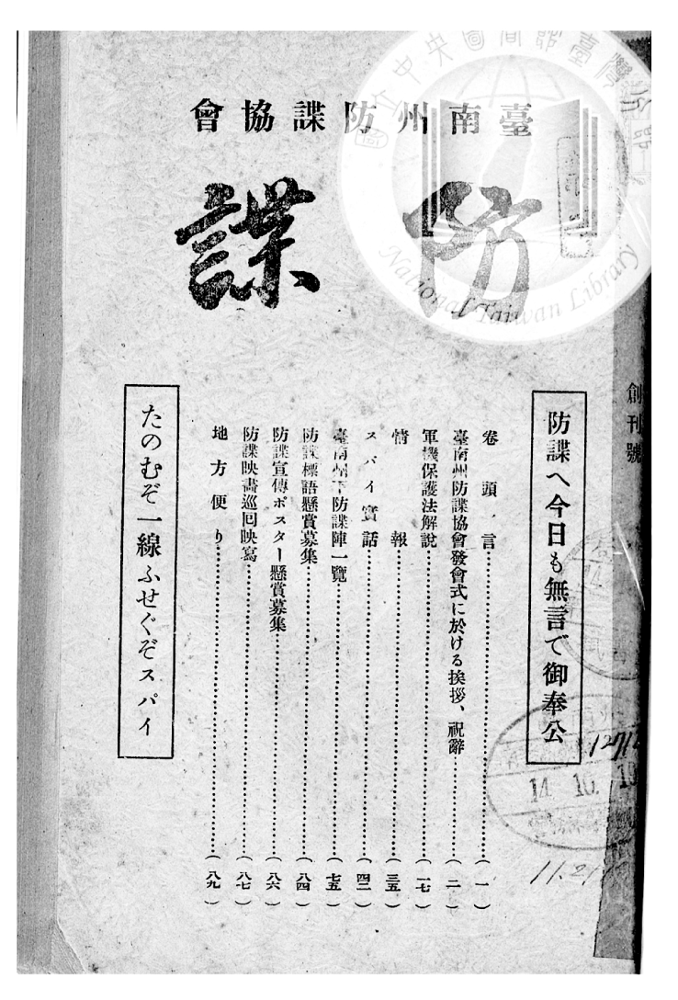 臺南州防諜協會
防諜
創刊號
防諜へ今日も無言で御奉公
卷頭言……(一)
臺南州防諜協會發會式に於ける挨拶、祝辭……(二)
軍機保護法解說……(一七)
情報……(三五)
スパイ實話……(四二)
臺南州下防諜陣一覽……(七五)
防諜標語懸賞募集……(八四)
防諜宣傳ポスター懸賞募集……(八六)
防諜映畫巡回映寫……(八七)
地方便り……(八九)
たのむぞ一線ふせぐぞスパイ
National Taiwan Library
14. 10.
11.21